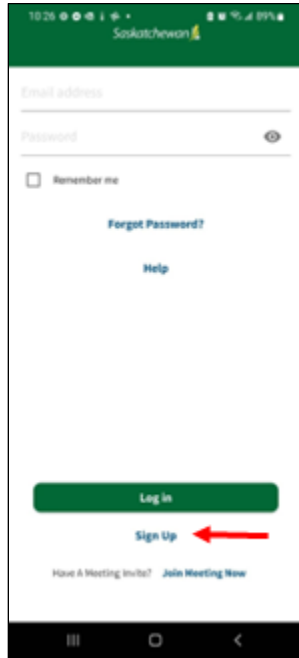 10:26
89%
Saskatchewan
Email address
Password
Remember me
Forgot Password?
Help
Log in
Sign Up
Have A Meeting Invite? Join Meeting Now